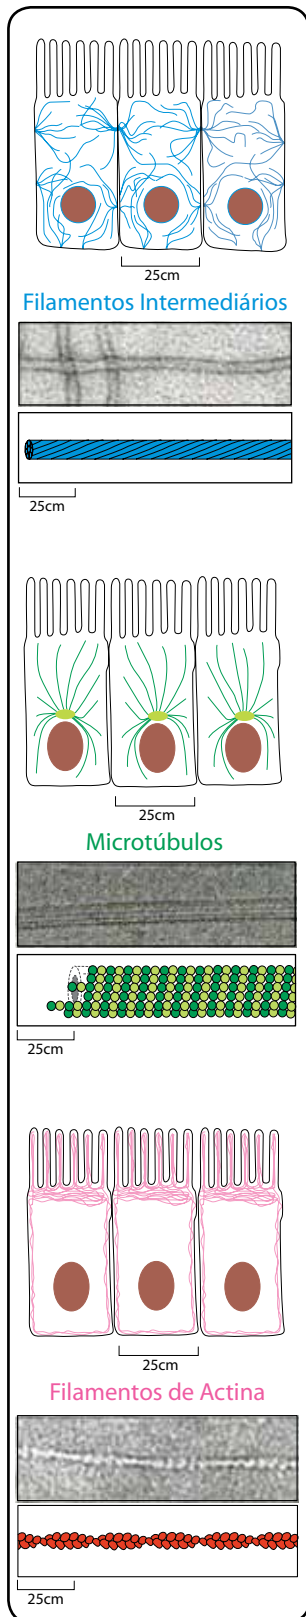 25cm
Filamentos Intermediários
25cm
25cm
Microtúbulos
25cm
25cm
Filamentos de Actina
25cm